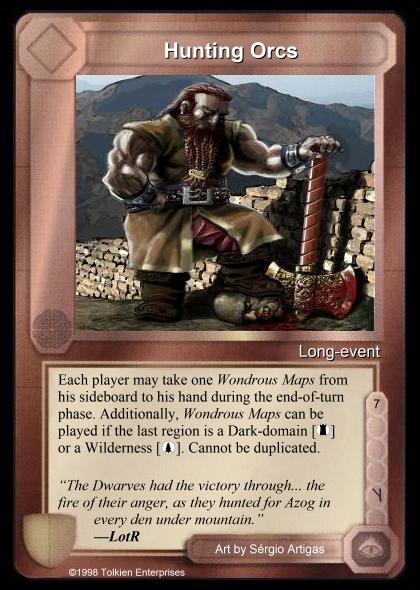 Hunting Orcs
Long-event
Each player may take one Wondrous Maps from
his sideboard to his hand during the end-of-turn
phase. Additionally, Wondrous Maps can be
played if the last region is a Dark-domain []
or a Wilderness []. Cannot be duplicated.
“The Dwarves had the victory through... the
fire of their anger, as they hunted for Azog in
every den under mountain.”
—LotR
7
Art by Sérgio Artigas
©1998 Tolkien Enterprises